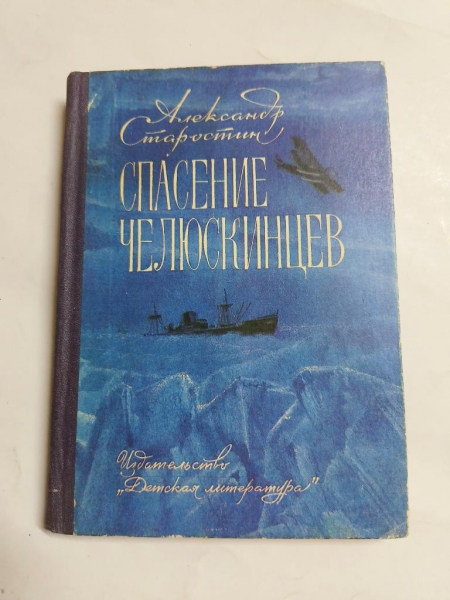 Александр
Старостин
СПАСЕНИЕ
ЧЕЛЮСКИНЦЕВ
Издательство
„Детская литература"